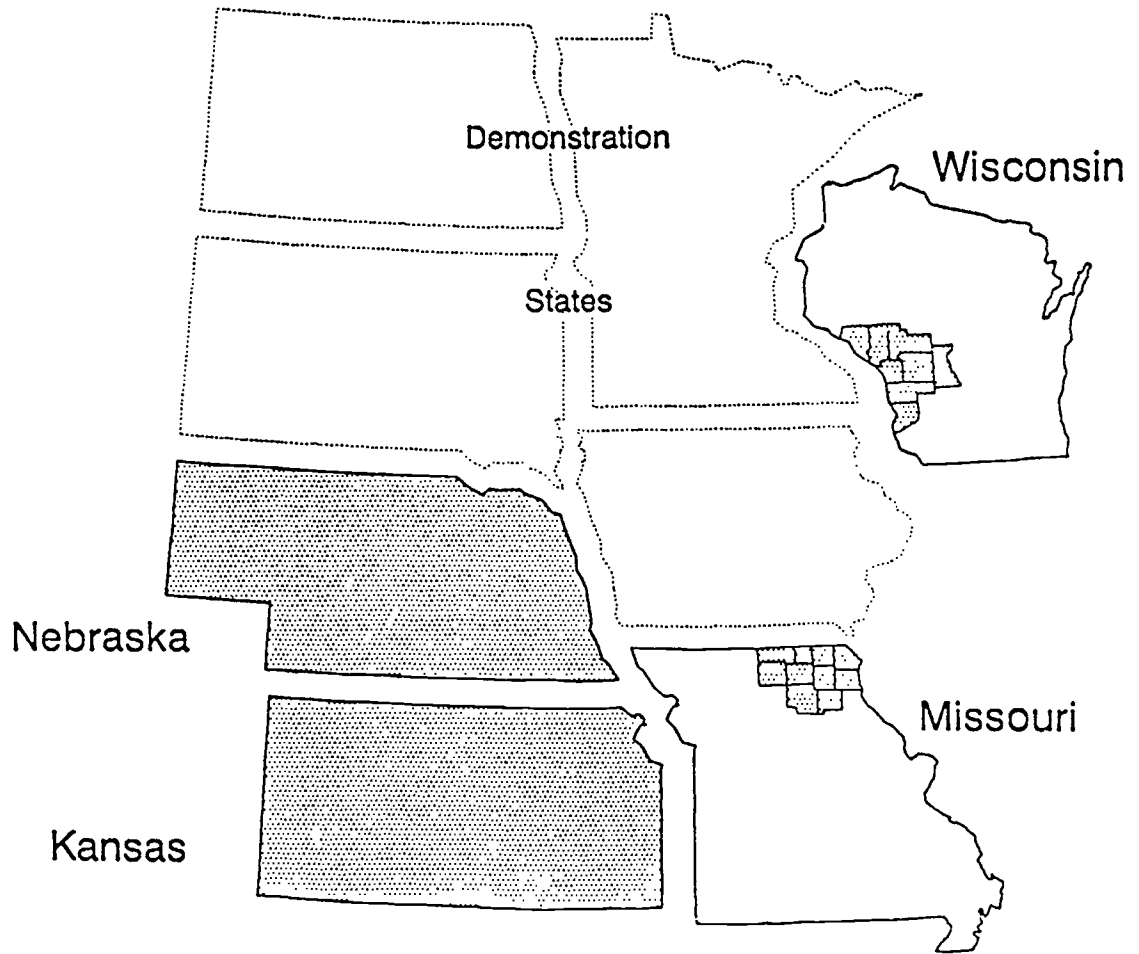 Demonstration
Wisconsin
States
Nebraska
Missouri
Kansas